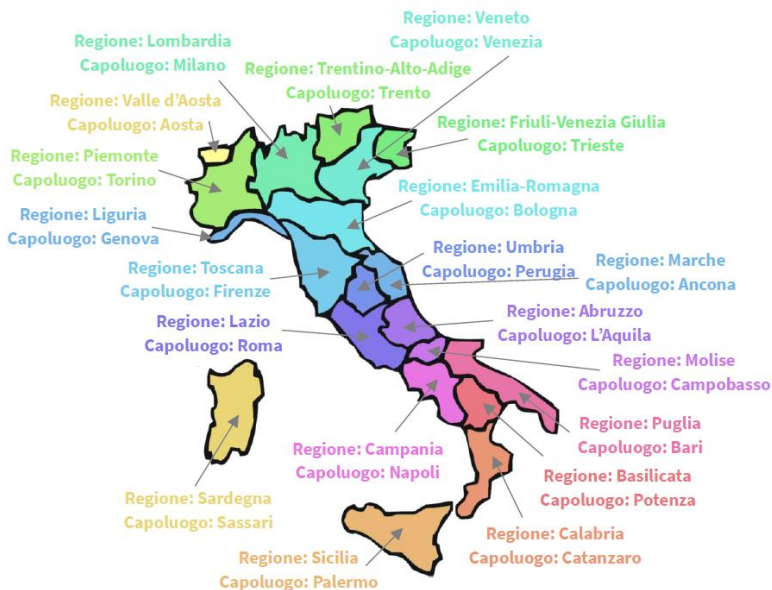 Regione: Veneto
Capoluogo: Venezia
Regione: Lombardia
Capoluogo: Milano
Regione: Trentino-Alto-Adige
Capoluogo: Trento
Regione: Valle d'Aosta
Capoluogo: Aosta
Regione: Friuli-Venezia Giulia
Capoluogo: Trieste
Regione: Piemonte
Capoluogo: Torino
Regione: Emilia-Romagna
Capoluogo: Bologna
Regione: Liguria
Capoluogo: Genova
Regione: Umbria
Capoluogo: Perugia
Regione: Marche
Capoluogo: Ancona
Regione: Toscana
Capoluogo: Firenze
Regione: Abruzzo
Capoluogo: L'Aquila
Regione: Lazio
Capoluogo: Roma
Regione: Molise
Capoluogo: Campobasso
Regione: Puglia
Capoluogo: Bari
Regione: Campania
Capoluogo: Napoli
Regione: Basilicata
Capoluogo: Potenza
Regione: Sardegna
Capoluogo: Sassari
Regione: Calabria
Capoluogo: Catanzaro
Regione: Sicilia
Capoluogo: Palermo